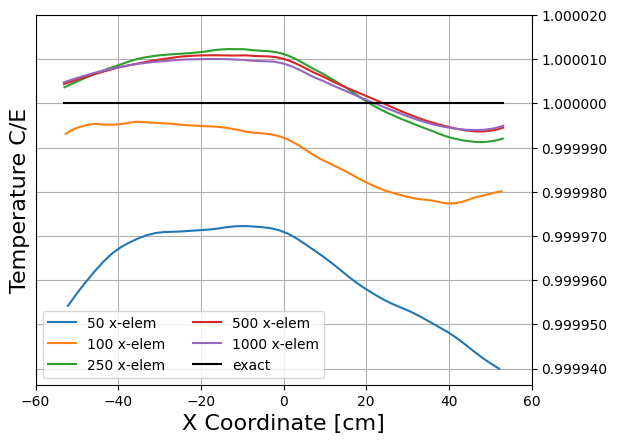 1.000020
1.000010
1.000000
0.999990
0.999980
0.999970
0.999960
0.999950
0.999940
Temperature C/E
50 x-elem
100 x-elem
250 x-elem
500 x-elem
1000 x-elem
exact
−60
−40
−20
0
20
40
60
X Coordinate [cm]